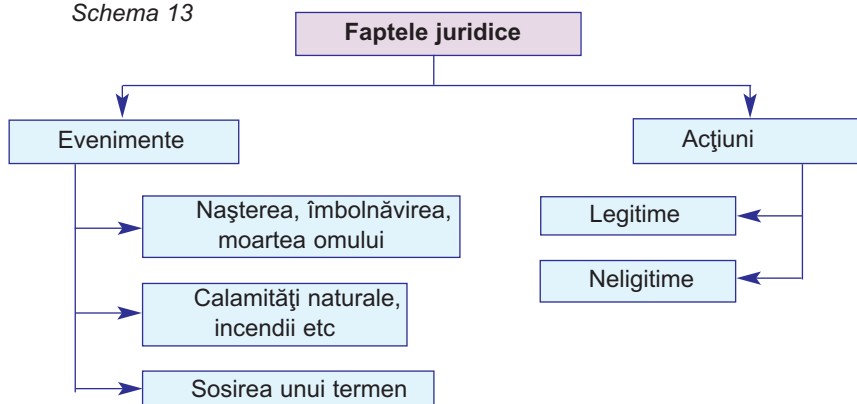 Schema 13
Faptele juridice
Evenimente
Acţiuni
Naşterea, îmbolnăvirea,
moartea omului
Legitime
Neligitime
Calamităţi naturale,
incendii etc
Sosirea unui termen